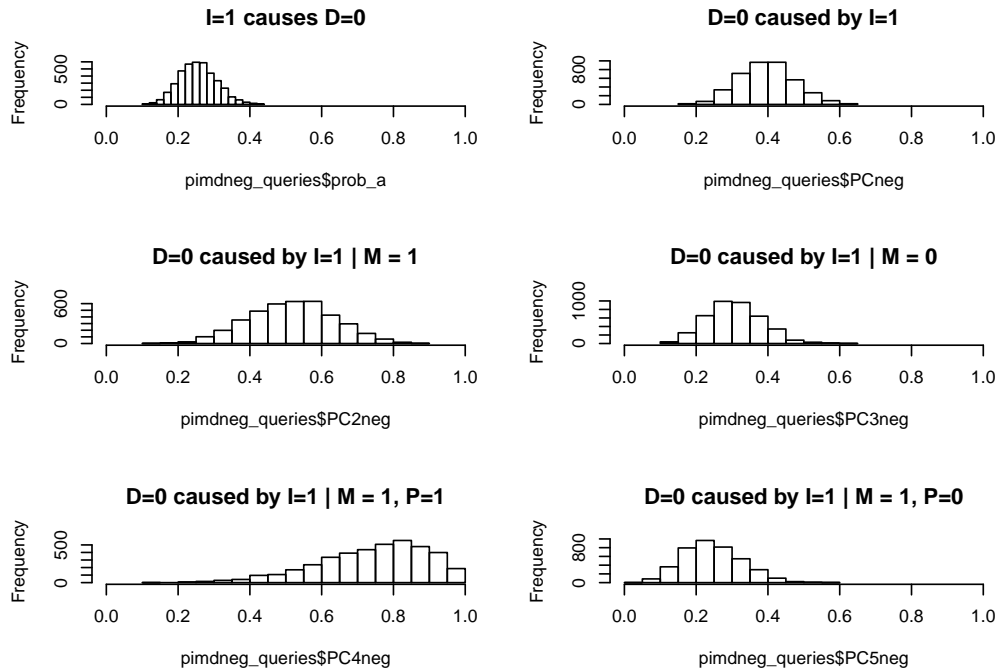 I=1 causes D=0
Frequency
0 500
0.0 0.2 0.4 0.6 0.8 1.0
pimdneg_queries$prob_a
D=0 caused by I=1
Frequency
0 800
0.0 0.2 0.4 0.6 0.8 1.0
pimdneg_queries$PCneg
D=0 caused by I=1 | M = 1
Frequency
0 600
0.0 0.2 0.4 0.6 0.8 1.0
pimdneg_queries$PC2neg
D=0 caused by I=1 | M = 0
Frequency
0 1000
0.0 0.2 0.4 0.6 0.8 1.0
pimdneg_queries$PC3neg
D=0 caused by I=1 | M = 1, P=1
Frequency
0 500
0.0 0.2 0.4 0.6 0.8 1.0
pimdneg_queries$PC4neg
D=0 caused by I=1 | M = 1, P=0
Frequency
0 800
0.0 0.2 0.4 0.6 0.8 1.0
pimdneg_queries$PC5neg